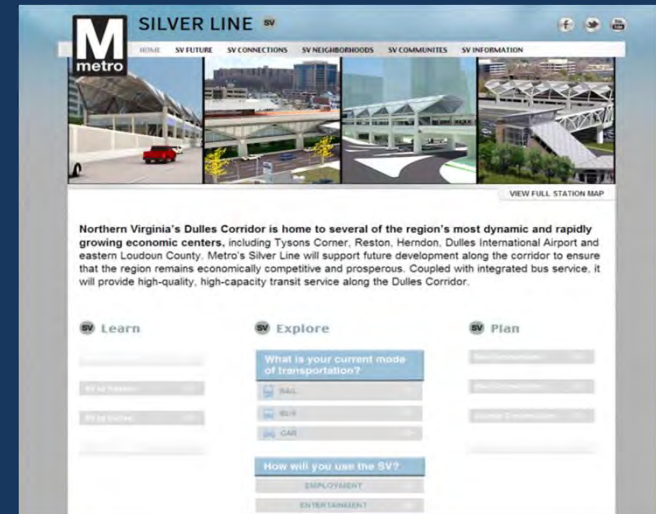 SILVER LINE SV
M
metro
HOME SV FUTURE SV CONNECTIONS SV NEIGHBORHOODS SV COMMUNITES SV INFORMATION
VIEW FULL STATION MAP
Northern Virginia's Dulles Corridor is home to several of the region's most dynamic and rapidly
growing economic centers, including Tysons Corner, Reston, Herndon, Dulles International Airport and
eastern Loudoun County. Metro's Silver Line will support future development along the corridor to ensure
that the region remains economically competitive and prosperous. Coupled with integrated bus service, it
will provide high-quality, high-capacity transit service along the Dulles Corridor.
SV Learn
SV Explore
SV Plan
What is your current mode
of transportation?
RAIL
BUS
CAR
How will you use the SV?
EMPLOYMENT
ENTERTAINMENT